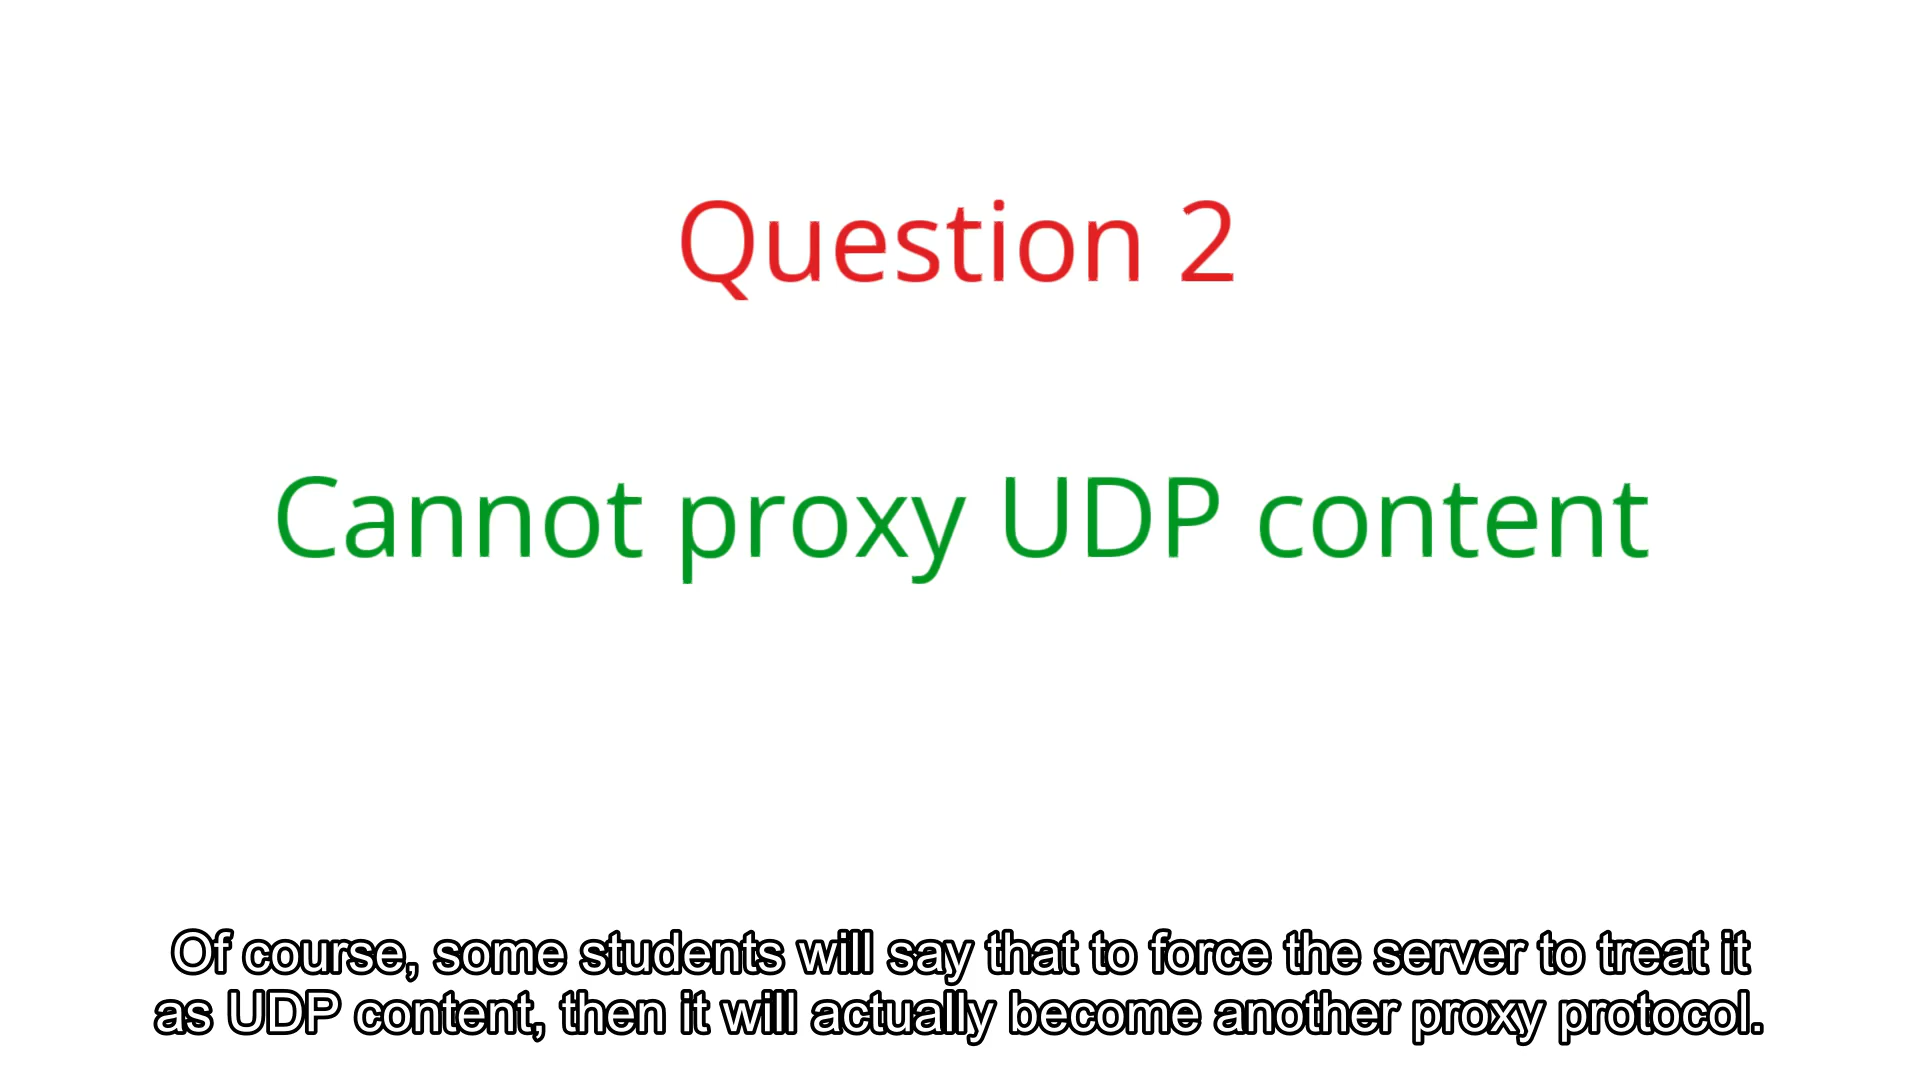 Question 2
Cannot proxy UDP content
Of course, some students will say that to force the server to treat it
as UDP content, then it will actually become another proxy protocol.